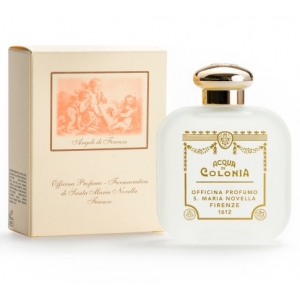 Angeli di Firenze
Officina Profumo - Farmaceutica
di Santa Maria Novella
Firenze
ACQUA
DI
COLONIA
OFFICINA PROFUMO
S. MARIA NOVELLA
FIRENZE
1612